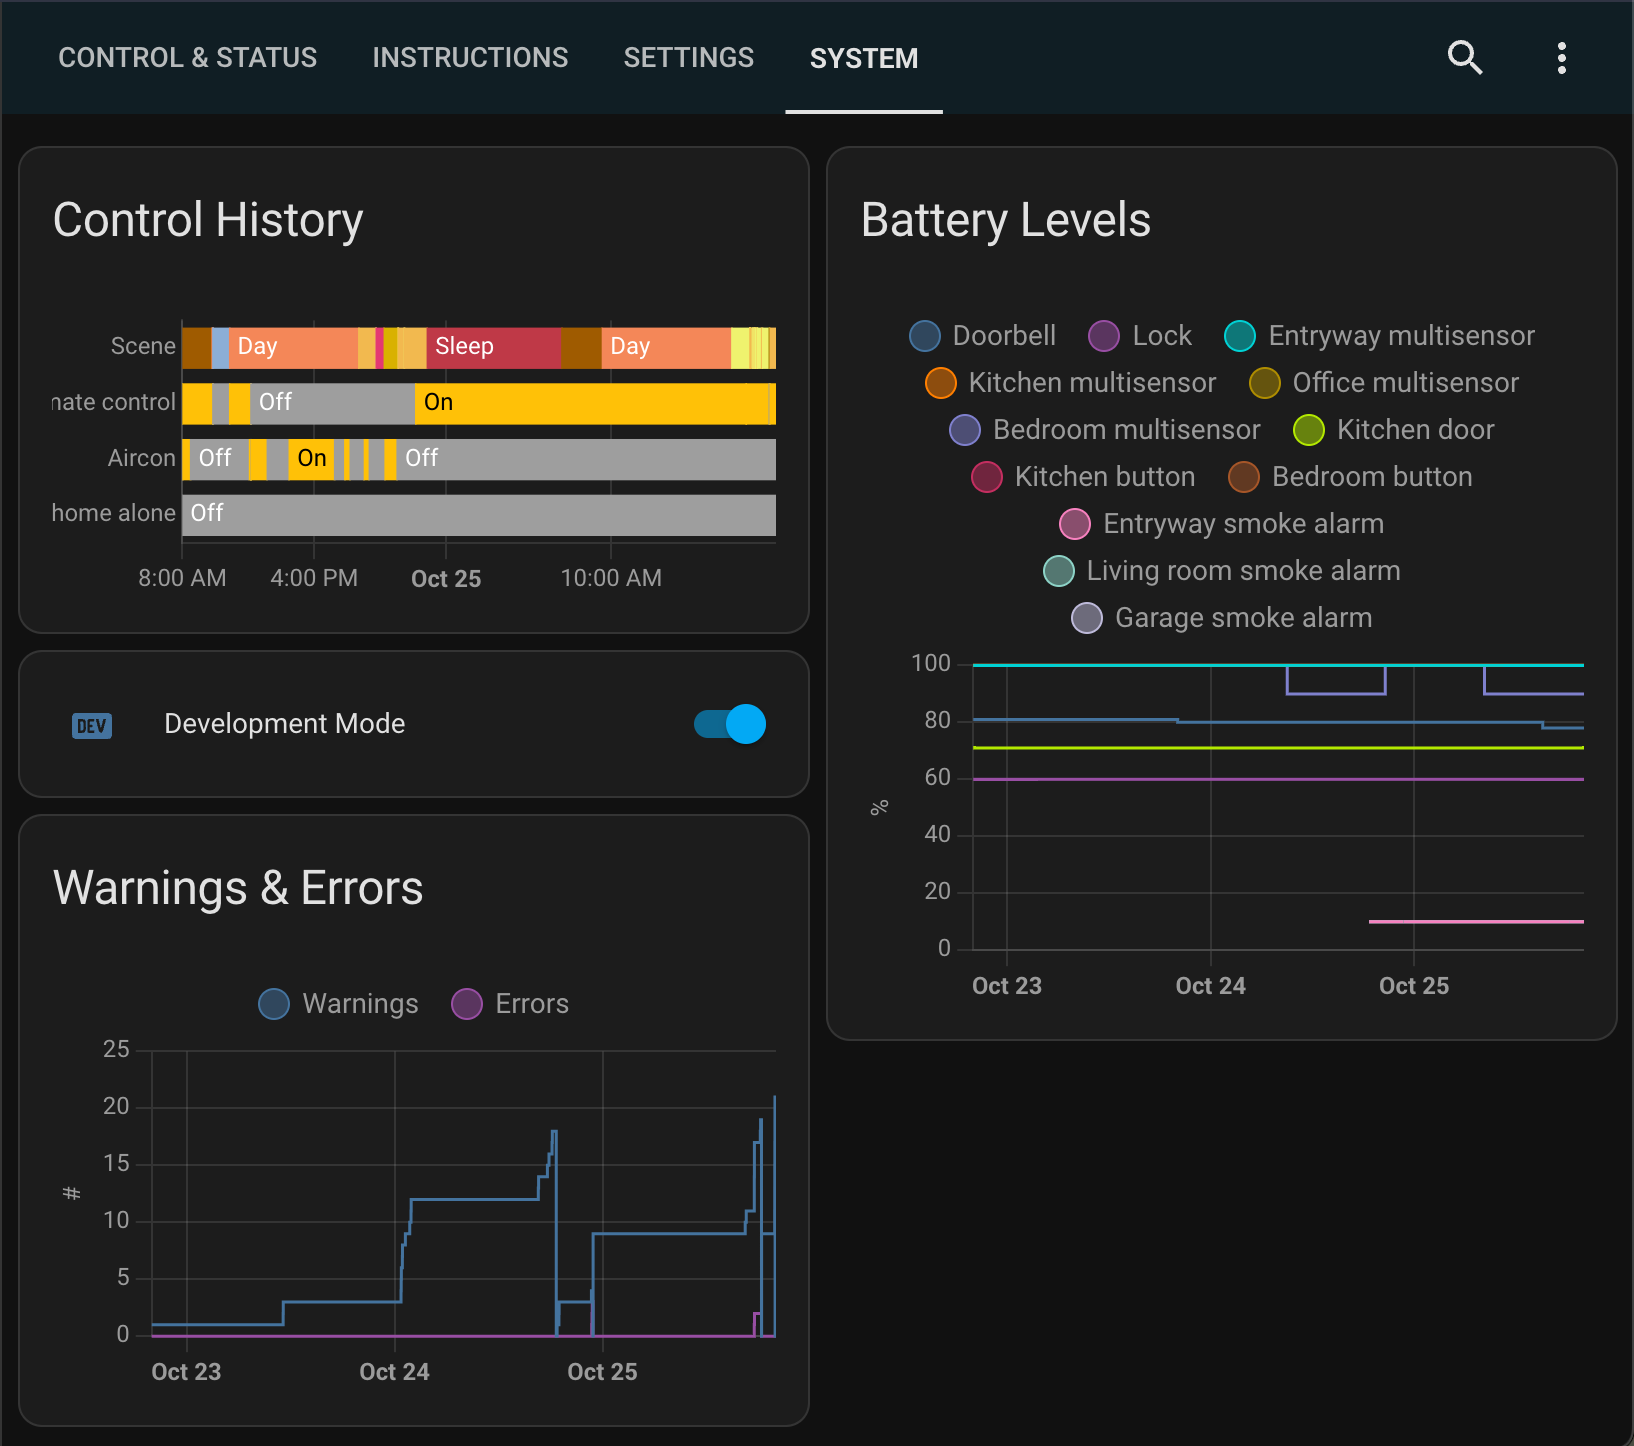 CONTROL & STATUS INSTRUCTIONS SETTINGS SYSTEM
Control History
Scene Day Sleep Day
nate control Off On
Aircon Off On Off
home alone Off
8:00 AM 4:00 PM Oct 25 10:00 AM
DEV Development Mode
Warnings & Errors
Warnings Errors
25
20
15
#
10
5
0
Oct 23 Oct 24 Oct 25
Battery Levels
Doorbell Lock Entryway multisensor
Kitchen multisensor Office multisensor
Bedroom multisensor Kitchen door
Kitchen button Bedroom button
Entryway smoke alarm
Living room smoke alarm
Garage smoke alarm
100
80
60
%
40
20
0
Oct 23 Oct 24 Oct 25